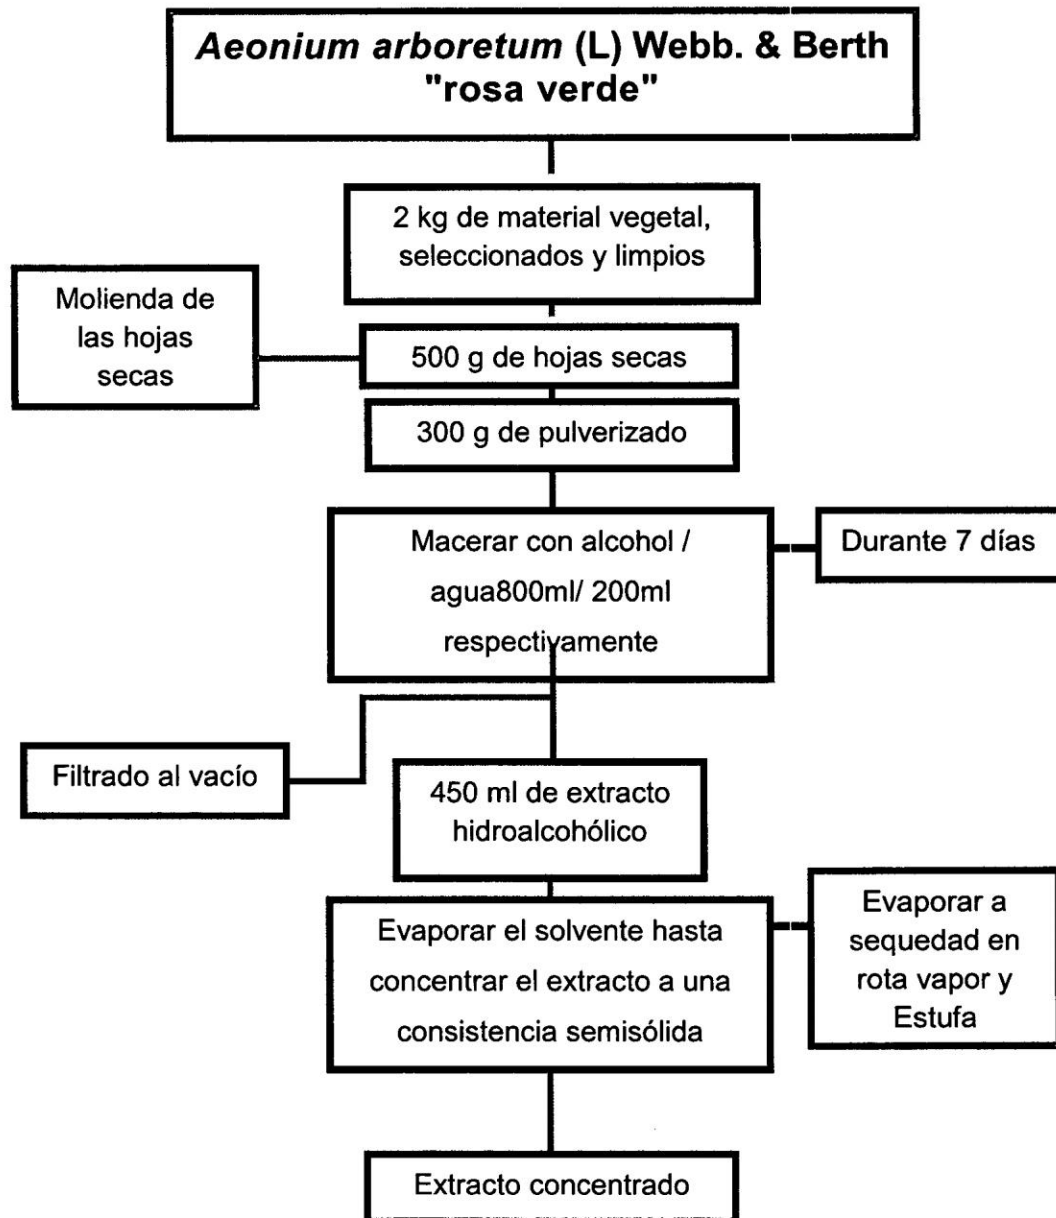 Aeonium arboretum (L) Webb. & Berth
"rosa verde"
2 kg de material vegetal,
seleccionados y limpios
Molienda de
las hojas
secas
500 g de hojas secas
300 g de pulverizado
Macerar con alcohol /
agua800ml/ 200ml
respectivamente
Durante 7 días
Filtrado al vacío
450 ml de extracto
hidroalcohólico
Evaporar el solvente hasta
concentrar el extracto a una
consistencia semisólida
Evaporar a
sequedad en
rota vapor y
Estufa
Extracto concentrado